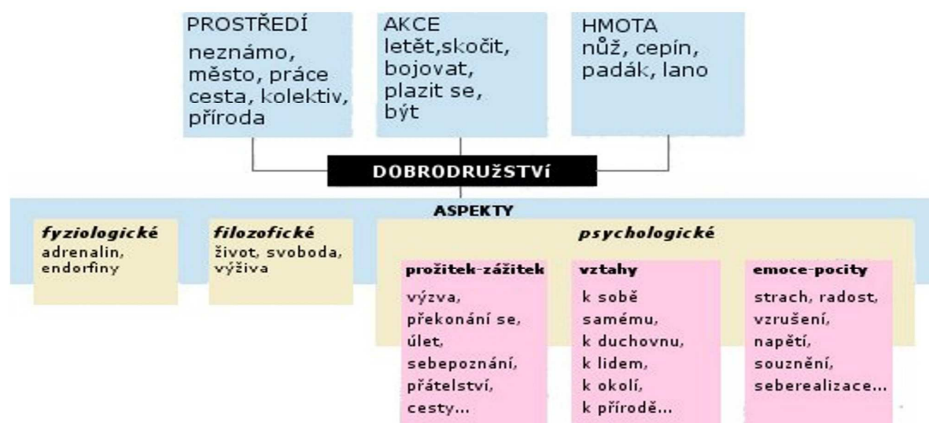 PROSTŘEDÍ
neznámo,
město, práce
cesta, kolektiv,
příroda
AKCE
letět,skočit,
bojovat,
plazit se,
být
HMOTA
nůž, cepín,
padák, lano
DOBRODRUžSTVí
ASPEKTY
fyziologické
adrenalin,
endorfiny
filozofické
život, svoboda,
výživa
psychologické
prožitek-zážitek
výzva,
překonání se,
úlet,
sebepoznání,
přátelství,
cesty...
vztahy
k sobě
samému,
k duchovnu,
k lidem,
k okolí,
k přírodě...
emoce-pocity
strach, radost,
vzrušení,
napětí,
souznění,
seberealizace...